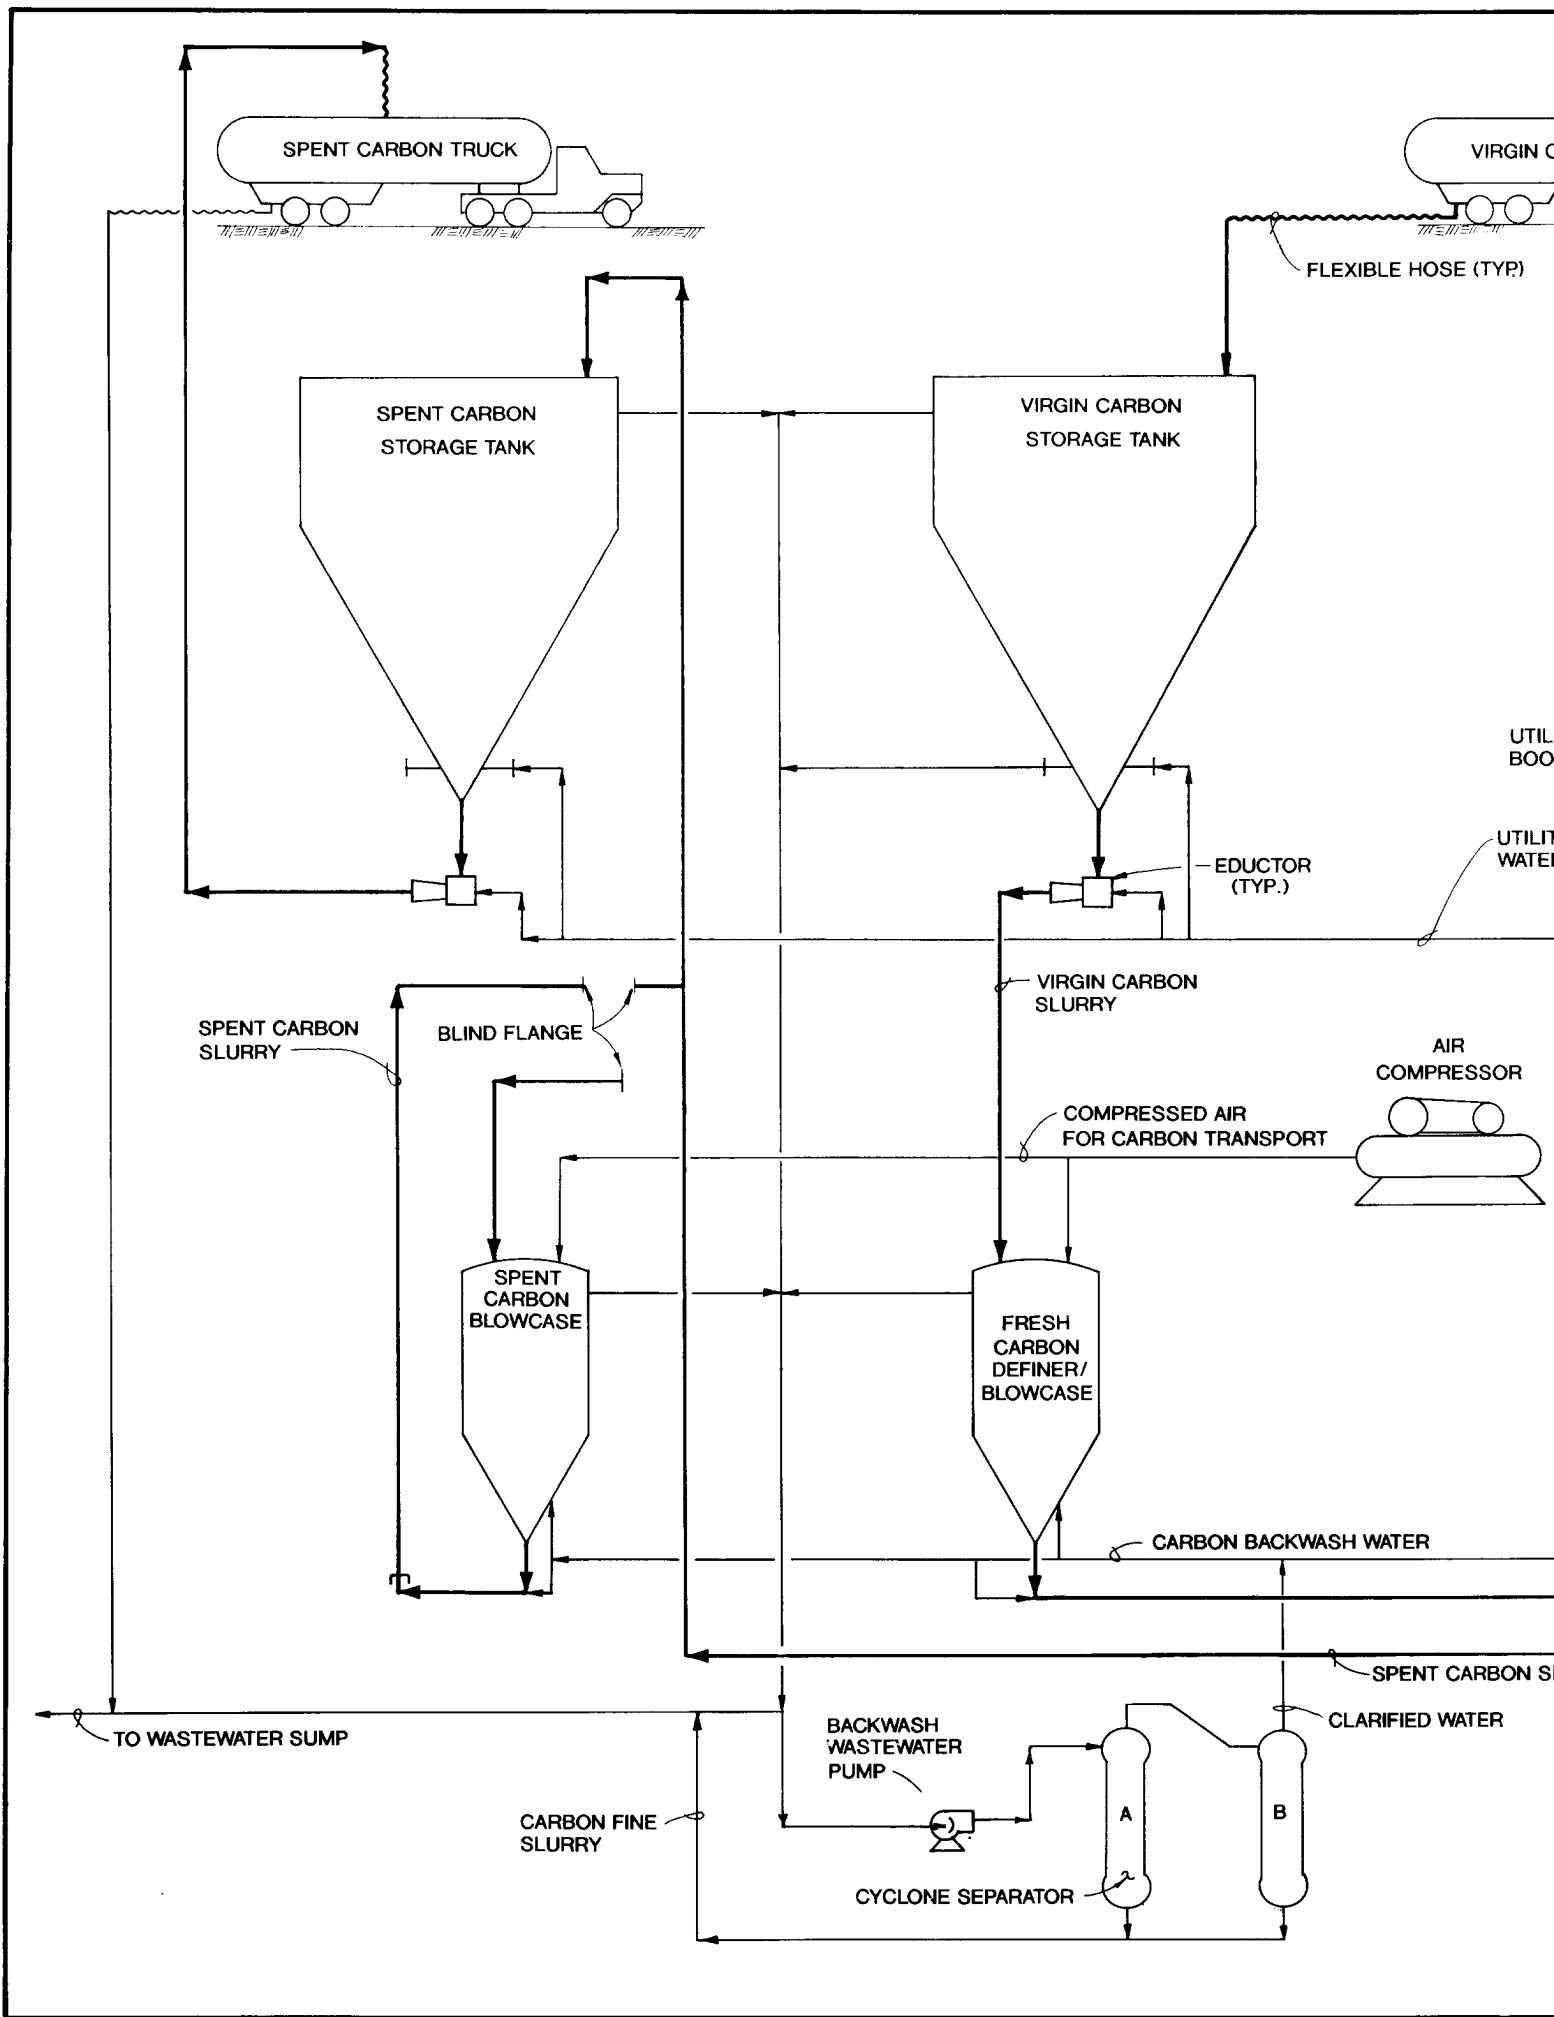 SPENT CARBON TRUCK
VIRGIN
FLEXIBLE HOSE (TYP.)
SPENT CARBON
STORAGE TANK
VIRGIN CARBON
STORAGE TANK
UTIL
BOO
UTILIT
WATER
EDUCTOR
(TYP.)
VIRGIN CARBON
SLURRY
SPENT CARBON
SLURRY
BLIND FLANGE
AIR
COMPRESSOR
COMPRESSED AIR
FOR CARBON TRANSPORT
SPENT
CARBON
BLOWCASE
FRESH
CARBON
DEFINER/
BLOWCASE
CARBON BACKWASH WATER
SPENT CARBON
CLARIFIED WATER
TO WASTEWATER SUMP
BACKWASH
WASTEWATER
PUMP
CARBON FINE
SLURRY
A
B
CYCLONE SEPARATOR